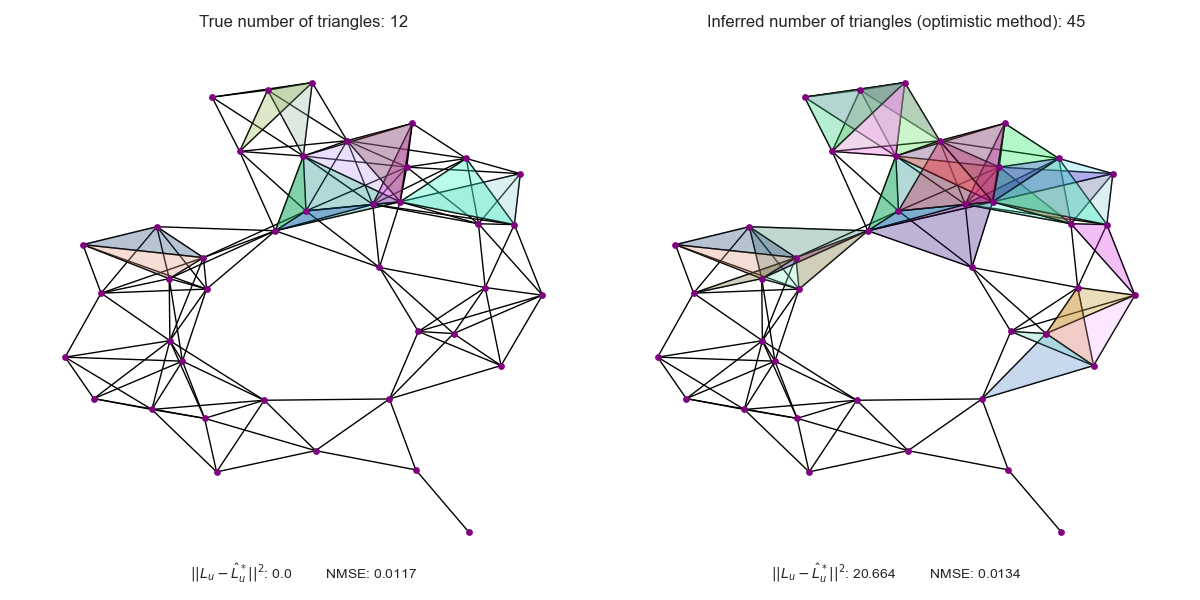 True number of triangles: 12
Inferred number of triangles (optimistic method): 45
$||L_u - \hat{L}_u^*||^2$: 0.0 NMSE: 0.0117
$||L_u - \hat{L}_u^*||^2$: 20.664 NMSE: 0.0134